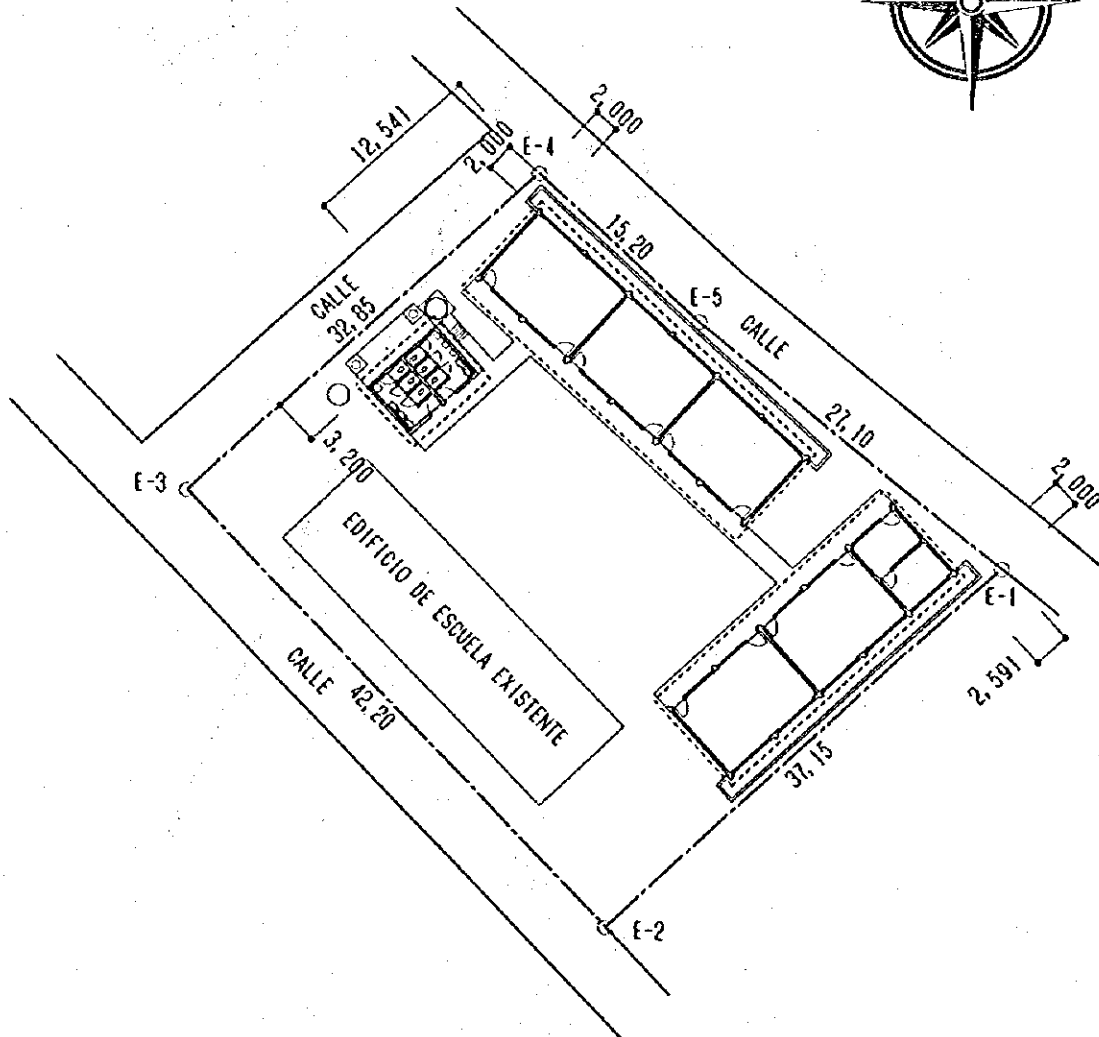 2,000
12,541
2,000
E-4
15,20
E-5
CALLE
CALLE
32,85
27,10
2,000
E-3
3,200
EDIFICIO DE ESCUELA EXISTENTE
E-1
2,591
CALLE 42,20
37,15
E-2